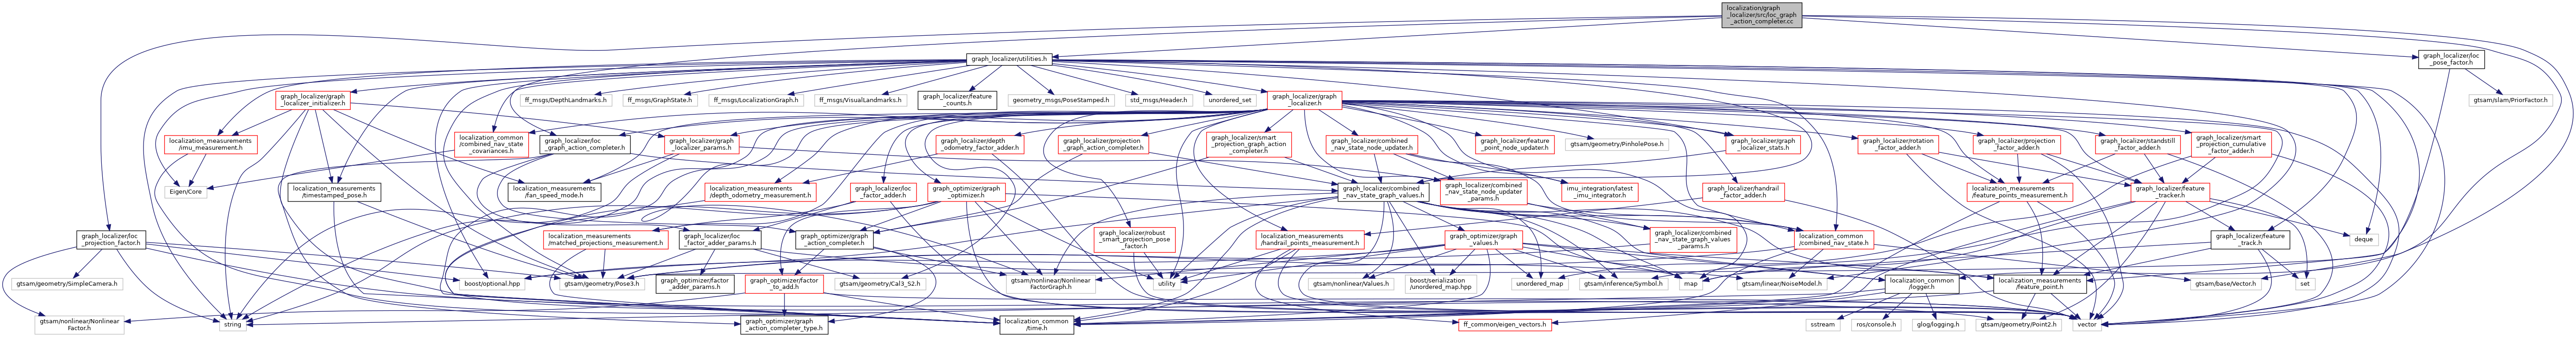 localization/graph
_localizer/src/loc_graph
_action_completer.cc
graph_localizer/utilities.h
graph_localizer/loc
_pose_factor.h
graph_localizer/graph
_localizer_initializer.h
ff_msgs/DepthLandmarks.h
ff_msgs/GraphState.h
ff_msgs/LocalizationGraph.h
ff_msgs/VisualLandmarks.h
graph_localizer/feature
_counts.h
geometry_msgs/PoseStamped.h
std_msgs/Header.h
unordered_set
graph_localizer/graph
_localizer.h
gtsam/slam/PriorFactor.h
localization_measurements
/imu_measurement.h
localization_common
/combined_nav_state
_covariances.h
graph_localizer/loc
_graph_action_completer.h
graph_localizer/graph
_localizer_params.h
graph_localizer/depth
_odometry_factor_adder.h
graph_localizer/projection
_graph_action_completer.h
graph_localizer/smart
_projection_graph_action
_completer.h
graph_localizer/combined
_nav_state_node_updater.h
graph_localizer/feature
_point_node_updater.h
gtsam/geometry/PinholePose.h
graph_localizer/graph
_localizer_stats.h
graph_localizer/rotation
_factor_adder.h
graph_localizer/projection
_factor_adder.h
graph_localizer/standstill
_factor_adder.h
graph_localizer/smart
_projection_cumulative
_factor_adder.h
Eigen/Core
localization_measurements
/timestamped_pose.h
localization_measurements
/fan_speed_mode.h
localization_measurements
/depth_odometry_measurement.h
graph_localizer/loc
_factor_adder.h
graph_optimizer/graph
_optimizer.h
graph_localizer/combined
_nav_state_graph_values.h
graph_localizer/combined
_nav_state_node_updater
_params.h
imu_integration/latest
_imu_integrator.h
graph_localizer/handrail
_factor_adder.h
localization_measurements
/feature_points_measurement.h
graph_localizer/feature
_tracker.h
graph_localizer/loc
_projection_factor.h
localization_measurements
/matched_projections_measurement.h
graph_localizer/loc
_factor_adder_params.h
graph_optimizer/graph
_action_completer.h
graph_localizer/robust
_smart_projection_pose
_factor.h
localization_measurements
/handrail_points_measurement.h
graph_optimizer/graph
_values.h
graph_localizer/combined
_nav_state_graph_values
_params.h
localization_common
/combined_nav_state.h
graph_localizer/feature
_track.h
deque
gtsam/geometry/SimpleCamera.h
boost/optional.hpp
gtsam/geometry/Pose3.h
graph_optimizer/factor
_adder_params.h
graph_optimizer/factor
_to_add.h
gtsam/geometry/Cal3_S2.h
gtsam/nonlinear/Nonlinear
FactorGraph.h
utility
gtsam/nonlinear/Values.h
boost/serialization
/unordered_map.hpp
unordered_map
gtsam/inference/Symbol.h
map
gtsam/linear/NoiseModel.h
localization_common
/logger.h
localization_measurements
/feature_point.h
gtsam/base/Vector.h
set
gtsam/nonlinear/Nonlinear
Factor.h
string
graph_optimizer/graph
_action_completer_type.h
localization_common
/time.h
ff_common/eigen_vectors.h
sstream
ros/console.h
glog/logging.h
gtsam/geometry/Point2.h
vector